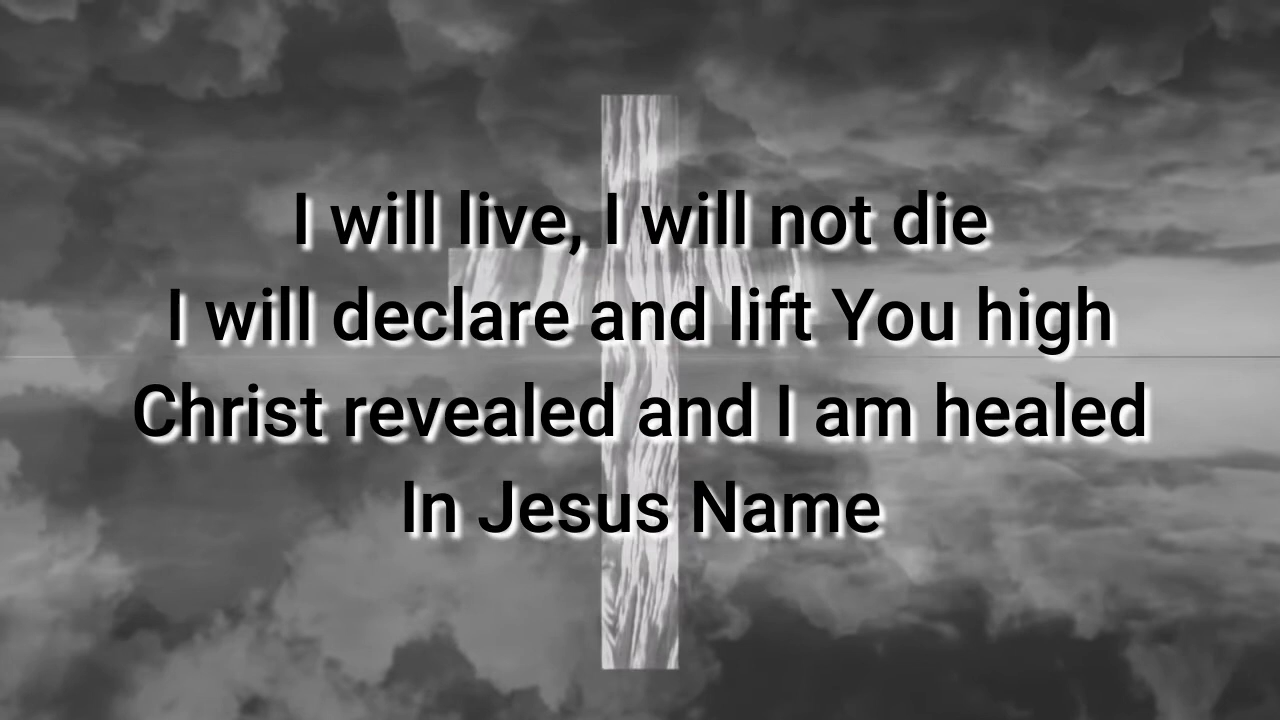 I will live, I will not die
I will declare and lift You high
Christ revealed and I am healed
In Jesus Name